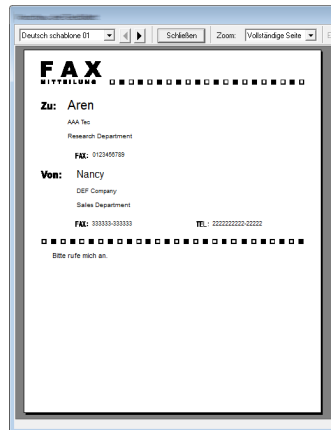 Deutsch schablone 01 Schließen Zoom: Vollständige Seite
FAX
MITTEILUNG
Zu: Aren
AAA Tec
Research Department
FAX: 0123456789
Von: Nancy
DEF Company
Sales Department
FAX: 333333-333333 TEL: 2222222222-22222
Bitte rufe mich an.